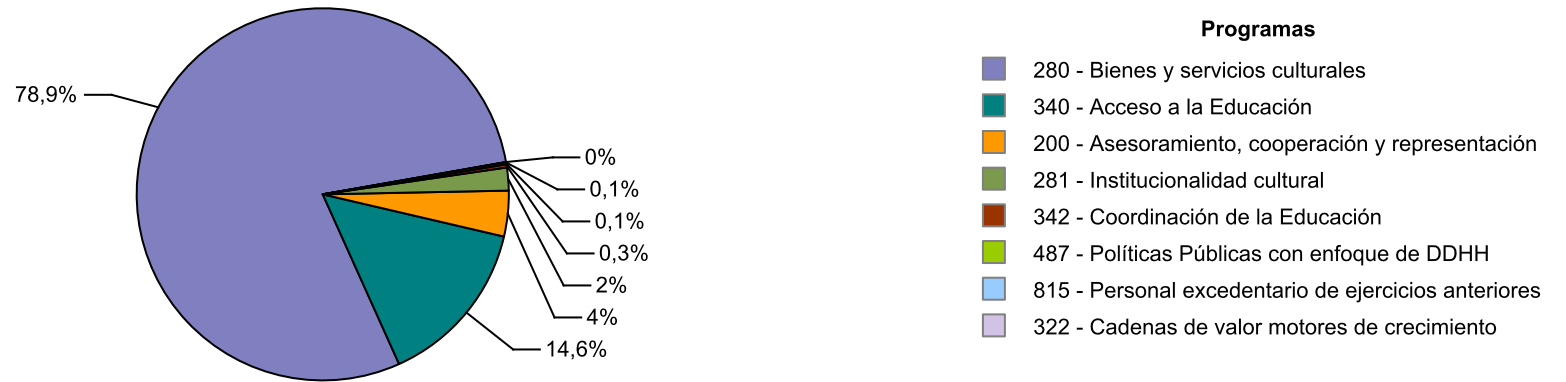 78,9%
0%
0,1%
0,1%
0,3%
2%
4%
14,6%
Programas
280 - Bienes y servicios culturales
340 - Acceso a la Educación
200 - Asesoramiento, cooperación y representación
281 - Institucionalidad cultural
342 - Coordinación de la Educación
487 - Políticas Públicas con enfoque de DDHH
815 - Personal excedentario de ejercicios anteriores
322 - Cadenas de valor motores de crecimiento